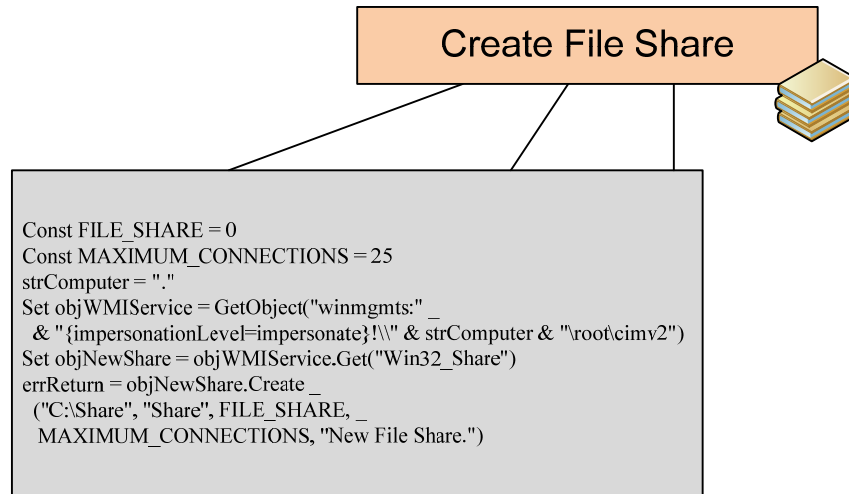 Create File Share
Const FILE_SHARE = 0
Const MAXIMUM_CONNECTIONS = 25
strComputer = "."
Set objWMIService = GetObject("winmgmts:" _
& "{impersonationLevel=impersonate}!\\" & strComputer & "\root\cimv2")
Set objNewShare = objWMIService.Get("Win32_Share")
errReturn = objNewShare.Create _
("C:\Share", "Share", FILE_SHARE, _
MAXIMUM_CONNECTIONS, "New File Share.")